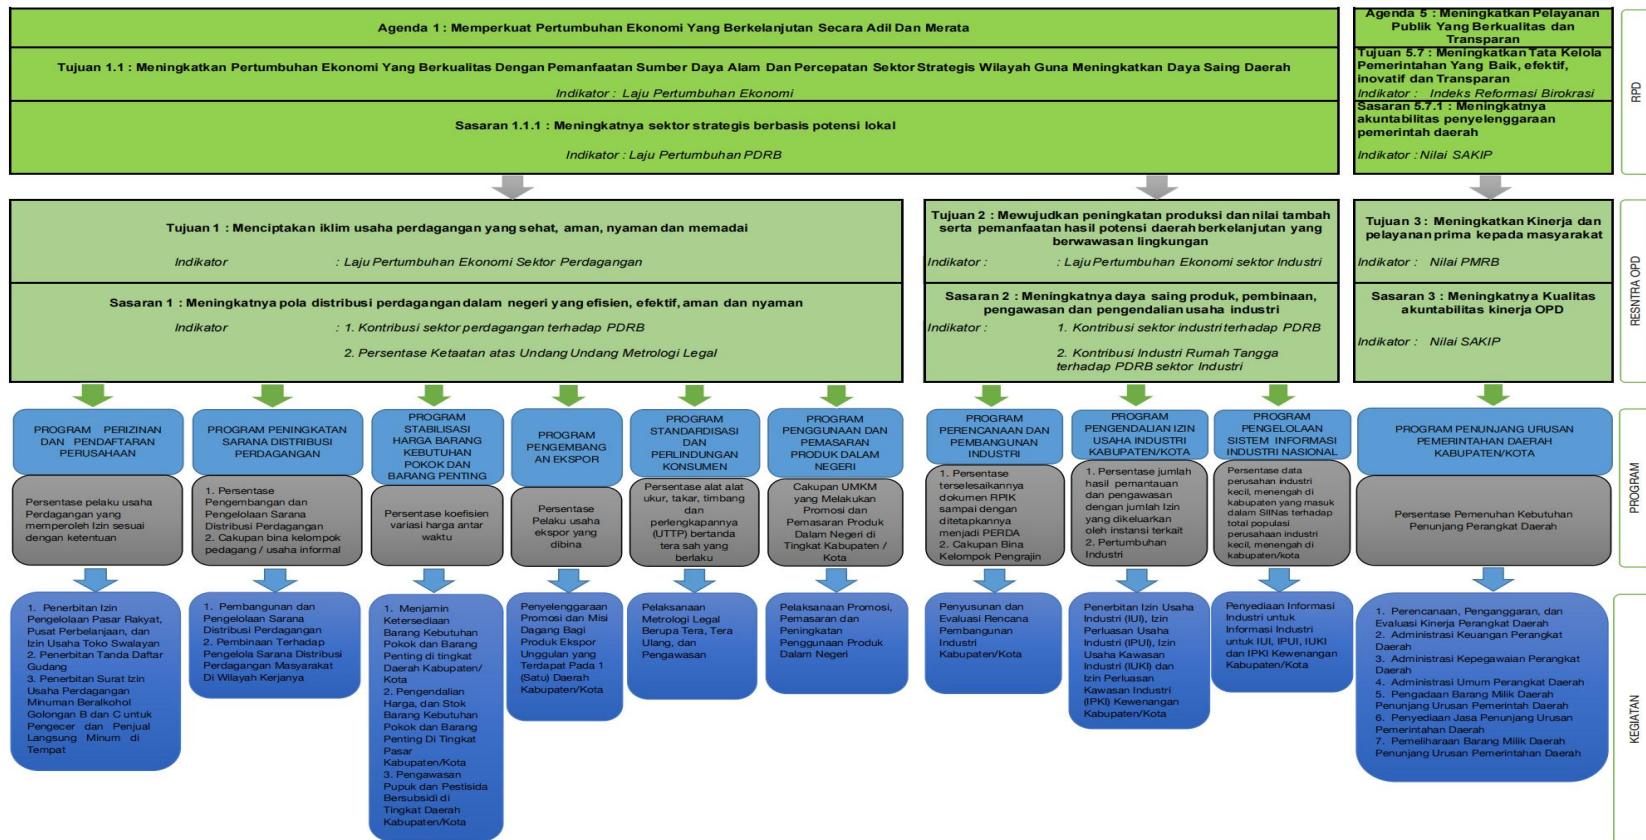 Agenda 1 : Memperkuat Pertumbuhan Ekonomi Yang Berkelanjutan Secara Adil Dan Merata
Tujuan 1.1 : Meningkatkan Pertumbuhan Ekonomi Yang Berkualitas Dengan Pemanfaatan Sumber Daya Alam Dan Percepatan Sektor Strategis Wilayah Guna Meningkatkan Daya Saing Daerah
Indikator : Laju Pertumbuhan Ekonomi
Sasaran 1.1.1 : Meningkatnya sektor strategis berbasis potensi lokal
Indikator : Laju Pertumbuhan PDRB
Agenda 5 : Meningkatkan Pelayanan
Publik Yang Berkualitas dan
Transparan
Tujuan 5.7 : Meningkatkan Tata Kelola
Pemerintahan Yang Baik, efektif,
inovatif dan Transparan
Indikator : Indeks Reformasi Birokrasi
Sasaran 5.7.1 : Meningkatnya
akuntabilitas penyelenggaraan
pemerintah daerah
Indikator : Nilai SAKIP
RPD
Tujuan 1 : Menciptakan iklim usaha perdagangan yang sehat, aman, nyaman dan memadai
Indikator : Laju Pertumbuhan Ekonomi Sektor Perdagangan
Sasaran 1 : Meningkatnya pola distribusi perdagangan dalam negeri yang efisien, efektif, aman dan nyaman
Indikator : 1. Kontribusi sektor perdagangan terhadap PDRB
2. Persentase Ketaatan atas Undang Undang Metrologi Legal
Tujuan 2 : Mewujudkan peningkatan produksi dan nilai tambah
serta pemanfaatan hasil potensi daerah berkelanjutan yang
berwawasan lingkungan
Indikator : : Laju Pertumbuhan Ekonomi sektor Industri
Sasaran 2 : Meningkatnya daya saing produk, pembinaan,
pengawasan dan pengendalian usaha industri
Indikator : 1. Kontribusi sektor industri terhadap PDRB
2. Kontribusi Industri Rumah Tangga
terhadap PDRB sektor Industri
Tujuan 3 : Meningkatkan Kinerja dan
pelayanan prima kepada masyarakat
Indikator : Nilai PMRB
Sasaran 3 : Meningkatnya Kualitas
akuntabilitas kinerja OPD
Indikator : Nilai SAKIP
RESNTRA OPD
PROGRAM PERIZINAN
DAN PENDAFTARAN
PERUSAHAAN
PROGRAM PENINGKATAN
SARANA DISTRIBUSI
PERDAGANGAN
PROGRAM
STABILISASI
HARGA BARANG
KEBUTUHAN
POKOK DAN
BARANG PENTING
PROGRAM
PENGEMBANG
AN EKSPOR
PROGRAM
STANDARDISASI
DAN
PERLINDUNGAN
KONSUMEN
PROGRAM
PENGGUNAAN DAN
PEMASARAN
PRODUK DALAM
NEGERI
PROGRAM
PERENCANAAN DAN
PEMBANGUNAN
INDUSTRI
PROGRAM
PENGENDALIAN IZIN
USAHA INDUSTRI
KABUPATEN/KOTA
PROGRAM
PENGELOLAAN
SISTEM INFORMASI
INDUSTRI NASIONAL
PROGRAM PENUNJANG URUSAN
PEMERINTAHAN DAERAH
KABUPATEN/KOTA
Persentase pelaku usaha
Perdagangan yang
memperoleh Izin sesuai
dengan ketentuan
1. Persentase
Pengembangan dan
Pengelolaan Sarana
Distribusi Perdagangan
2. Cakupan bina kelompok
pedagang / usaha informal
Persentase koefisien
variasi harga antar
waktu
Persentase
Pelaku usaha
ekspor yang
dibina
Persentase alat alat
ukur, takar, timbang
dan
perlengkapannya
(UTTP) bertanda
tera sah yang
berlaku
Cakupan UMKM
yang Melakukan
Promosi dan
Pemasaran Produk
Dalam Negeri di
Tingkat Kabupaten /
Kota
1. Persentase
terselesaikannya
dokumen RPIK
sampai dengan
ditetapkannya
menjadi PERDA
2. Cakupan Bina
Kelompok Pengrajin
1. Persentase jumlah
hasil pemantauan
dan pengawasan
dengan jumlah Izin
yang dikeluarkan
oleh instansi terkait
2. Pertumbuhan
Industri
Persentase data
perusahan industri
kecil, menengah di
kabupaten yang masuk
dalam SIINas terhadap
total populasi
perusahaan industri
kecil, menengah di
kabupaten/kota
Persentase Pemenuhan Kebutuhan
Penunjang Perangkat Daerah
PROGRAM
1. Penerbitan Izin
Pengelolaan Pasar Rakyat,
Pusat Perbelanjaan, dan
Izin Usaha Toko Swalayan
2. Penerbitan Tanda Daftar
Gudang
3. Penerbitan Surat Izin
Usaha Perdagangan
Minuman Beralkohol
Golongan B dan C untuk
Pengecer dan Penjual
Langsung Minum di
Tempat
1. Pembangunan dan
Pengelolaan Sarana
Distribusi Perdagangan
2. Pembinaan Terhadap
Pengelola Sarana Distribusi
Perdagangan Masyarakat
Di Wilayah Kerjanya
1. Menjamin
Ketersediaan
Barang Kebutuhan
Pokok dan Barang
Penting di tingkat
Daerah Kabupaten/
Kota
2. Pengendalian
Harga, dan Stok
Barang Kebutuhan
Pokok dan Barang
Penting Di Tingkat
Pasar
Kabupaten/Kota
3. Pengawasan
Pupuk dan Pestisida
Bersubsidi di
Tingkat Daerah
Kabupaten/Kota
Penyelenggaraan
Promosi dan Misi
Dagang Bagi
Produk Ekspor
Unggulan yang
Terdapat Pada 1
(Satu) Daerah
Kabupaten/Kota
Pelaksanaan
Metrologi Legal
Berupa Tera, Tera
Ulang, dan
Pengawasan
Pelaksanaan Promosi,
Pemasaran dan
Peningkatan
Penggunaan Produk
Dalam Negeri
Penyusunan dan
Evaluasi Rencana
Pembangunan
Industri
Kabupaten/Kota
Penerbitan Izin Usaha
Industri (IUI), Izin
Perluasan Usaha
Industri (IPUI), Izin
Usaha Kawasan
Industri (IUKI) dan
Izin Perluasan
Kawasan Industri
(IPKI) Kewenangan
Kabupaten/Kota
Penyediaan Informasi
Industri untuk
Informasi Industri
untuk IUI, IPUI, IUKI
dan IPKI Kewenangan
Kabupaten/Kota
1. Perencanaan, Penganggaran, dan
Evaluasi Kinerja Perangkat Daerah
2. Administrasi Keuangan Perangkat
Daerah
3. Administrasi Kepegawaian Perangkat
Daerah
4. Administrasi Umum Perangkat Daerah
5. Pengadaan Barang Milik Daerah
Penunjang Urusan Pemerintah Daerah
6. Penyediaan Jasa Penunjang Urusan
Pemerintahan Daerah
7. Pemeliharaan Barang Milik Daerah
Penunjang Urusan Pemerintahan Daerah
KEGIATAN